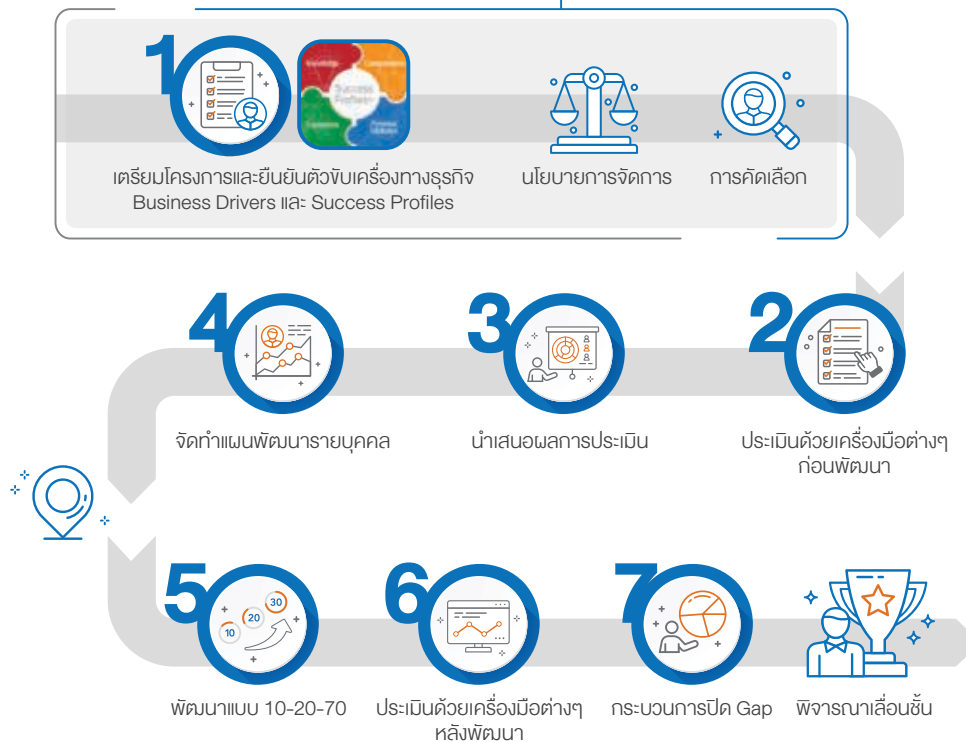 1
Knowledge
Success
Profiles
เตรียมโครงการและยืนยันตัวขับเครื่องทางธุรกิจ
Business Drivers และ Success Profiles
นโยบายการจัดการ
การคัดเลือก
4
3
2
จัดทำแผนพัฒนารายบุคคล
นำเสนอผลการประเมิน
ประเมินด้วยเครื่องมือต่างๆ
ก่อนพัฒนา
5
10
20
30
6
7
พัฒนาแบบ 10-20-70
ประเมินด้วยเครื่องมือต่างๆ
หลังพัฒนา
กระบวนการปิด Gap
พิจารณาเลื่อนชั้น